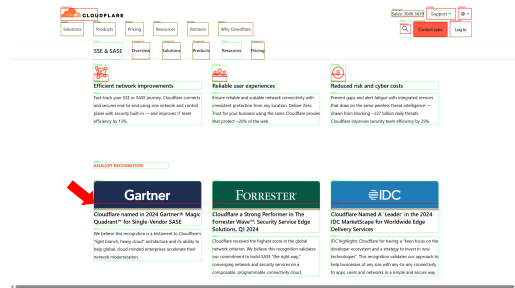 CLOUDFLARE
Sales: 3008 3639
Support
Solutions
Products
Pricing
Resources
Partners
Why Cloudflare
Contact sales
Log in
SSE & SASE
Overview
Solutions
Products
Resources
Pricing
Efficient network improvements
Fast-track your SSE or SASE journey. Cloudflare connects
and secures end-to-end using one network and control
plane with security built-in — and improves IT team
efficiency by 13%.
Reliable user experiences
Ensure reliable and scalable network connectivity with
consistent protection from any location. Deliver Zero
Trust for your business using the same Cloudflare proxies
that protect ~20% of the web.
Reduced risk and cyber costs
Prevent gaps and alert fatigue with integrated services
that draw on the same peerless threat intelligence —
drawn from blocking ~227 billion daily threats.
Cloudflare improves security team efficiency by 29%.
ANALYST RECOGNITION
Gartner
Cloudflare named in 2024 Gartner® Magic
Quadrant™ for Single-Vendor SASE
We believe this recognition is a testament to Cloudflare's
"light branch, heavy cloud" architecture and its ability to
help global, cloud-minded enterprises accelerate their
network modernization.
FORRESTER®
Cloudflare a Strong Performer in The
Forrester Wave™: Security Service Edge
Solutions, Q1 2024
Cloudflare received the highest score in the global
network criterion. We believe this recognition validates
our commitment to build SASE the "right way,"
converging network and security services on a
composable, programmable connectivity cloud.
IDC
Cloudflare Named A 'Leader' in the 2024
IDC MarketScape for Worldwide Edge
Delivery Services
IDC highlights Cloudflare for having a "keen focus on the
developer ecosystem and a strategy to invest in new
technologies". This recognition validates our approach to
help businesses of any size with any-to-any connectivity
to apps, users and networks in a simple and secure way.